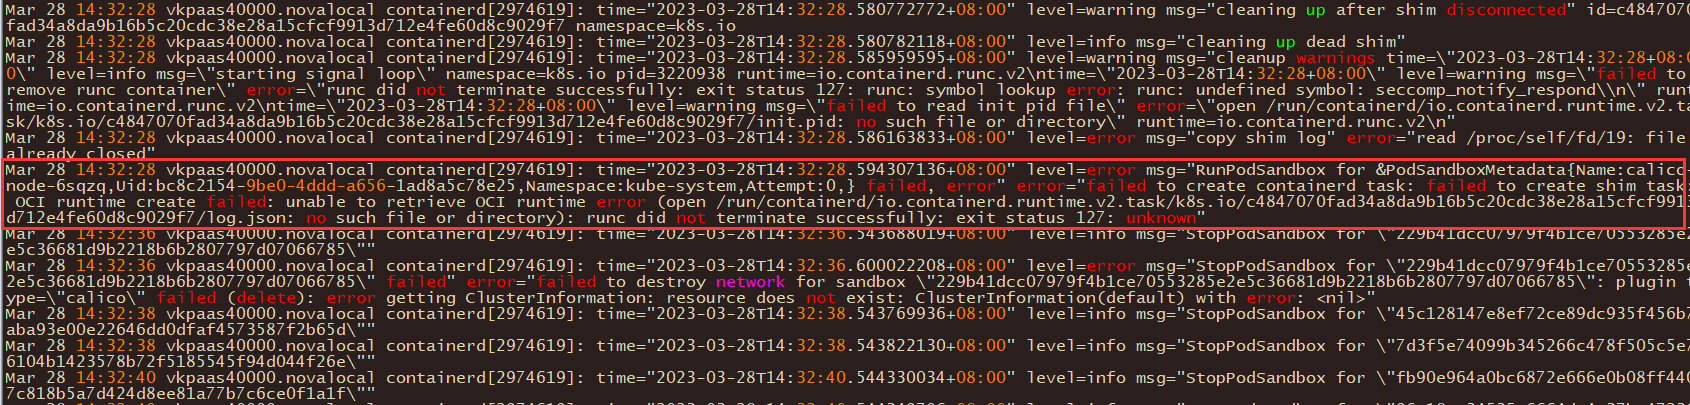 Mar 28 14:32:28 vkpaas40000.novalocal containerd[2974619]: time="2023-03-28T14:32:28.580772772+08:00" level=warning msg="cleaning up after shim disconnected" id=c4847070
fad34a8da9b16b5c20cdc38e28a15cfcf9913d712e4fe60d8c9029f7 namespace=k8s.io
Mar 28 14:32:28 vkpaas40000.novalocal containerd[2974619]: time="2023-03-28T14:32:28.580782118+08:00" level=info msg="cleaning up dead shim"
Mar 28 14:32:28 vkpaas40000.novalocal containerd[2974619]: time="2023-03-28T14:32:28.585959595+08:00" level=warning msg="cleanup warnings time=\"2023-03-28T14:32:28+08:0
0\" level=info msg=\"starting signal loop\" namespace=k8s.io pid=3220938 runtime=io.containerd.runc.v2\ntime=\"2023-03-28T14:32:28+08:00\" level=warning msg=\"failed to
remove runc container\" error=\"runc did not terminate successfully: exit status 127: runc: symbol lookup error: runc: undefined symbol: seccomp_notify_respond\\n\" runt
ime=io.containerd.runc.v2\ntime=\"2023-03-28T14:32:28+08:00\" level=warning msg=\"failed to read init pid file\" error=\"open /run/containerd/io.containerd.runtime.v2.ta
sk/k8s.io/c4847070fad34a8da9b16b5c20cdc38e28a15cfcf9913d712e4fe60d8c9029f7/init.pid: no such file or directory\" runtime=io.containerd.runc.v2\n"
Mar 28 14:32:28 vkpaas40000.novalocal containerd[2974619]: time="2023-03-28T14:32:28.586163833+08:00" level=error msg="copy shim log" error="read /proc/self/fd/19: file
already closed"
Mar 28 14:32:28 vkpaas40000.novalocal containerd[2974619]: time="2023-03-28T14:32:28.594307136+08:00" level=error msg="RunPodSandbox for &PodSandboxMetadata{Name:calico-
node-6sqzq,Uid:bc8c2154-9be0-4ddd-a656-1ad8a5c78e25,Namespace:kube-system,Attempt:0,} failed, error" error="failed to create containerd task: failed to create shim task:
OCI runtime create failed: unable to retrieve OCI runtime error (open /run/containerd/io.containerd.runtime.v2.task/k8s.io/c4847070fad34a8da9b16b5c20cdc38e28a15cfcf9913
d712e4fe60d8c9029f7/log.json: no such file or directory): runc did not terminate successfully: exit status 127: unknown"
Mar 28 14:32:36 vkpaas40000.novalocal containerd[2974619]: time="2023-03-28T14:32:36.543688019+08:00" level=info msg="StopPodSandbox for \"229b41dcc07979f4b1ce70553285e2
e5c36681d9b2218b6b2807797d07066785\""
Mar 28 14:32:36 vkpaas40000.novalocal containerd[2974619]: time="2023-03-28T14:32:36.600022208+08:00" level=error msg="StopPodSandbox for \"229b41dcc07979f4b1ce70553285e
2e5c36681d9b2218b6b2807797d07066785\" failed" error="failed to destroy network for sandbox \"229b41dcc07979f4b1ce70553285e2e5c36681d9b2218b6b2807797d07066785\": plugin t
ype=\"calico\" failed (delete): error getting ClusterInformation: resource does not exist: ClusterInformation(default) with error: <nil>"
Mar 28 14:32:38 vkpaas40000.novalocal containerd[2974619]: time="2023-03-28T14:32:38.543769936+08:00" level=info msg="StopPodSandbox for \"45c128147e8ef72ce89dc935f456b7
aba93e00e22646dd0dfaf4573587f2b65d\""
Mar 28 14:32:38 vkpaas40000.novalocal containerd[2974619]: time="2023-03-28T14:32:38.543822130+08:00" level=info msg="StopPodSandbox for \"7d3f5e74099b345266c478f505c5e7
6104b1423578b72f5185545f94d044f26e\""
Mar 28 14:32:40 vkpaas40000.novalocal containerd[2974619]: time="2023-03-28T14:32:40.544330034+08:00" level=info msg="StopPodSandbox for \"fb90e964a0bc6872e666e0b08ff440
7c818b5a7d424d8ee81a77b7c6ce0f1a1f\""